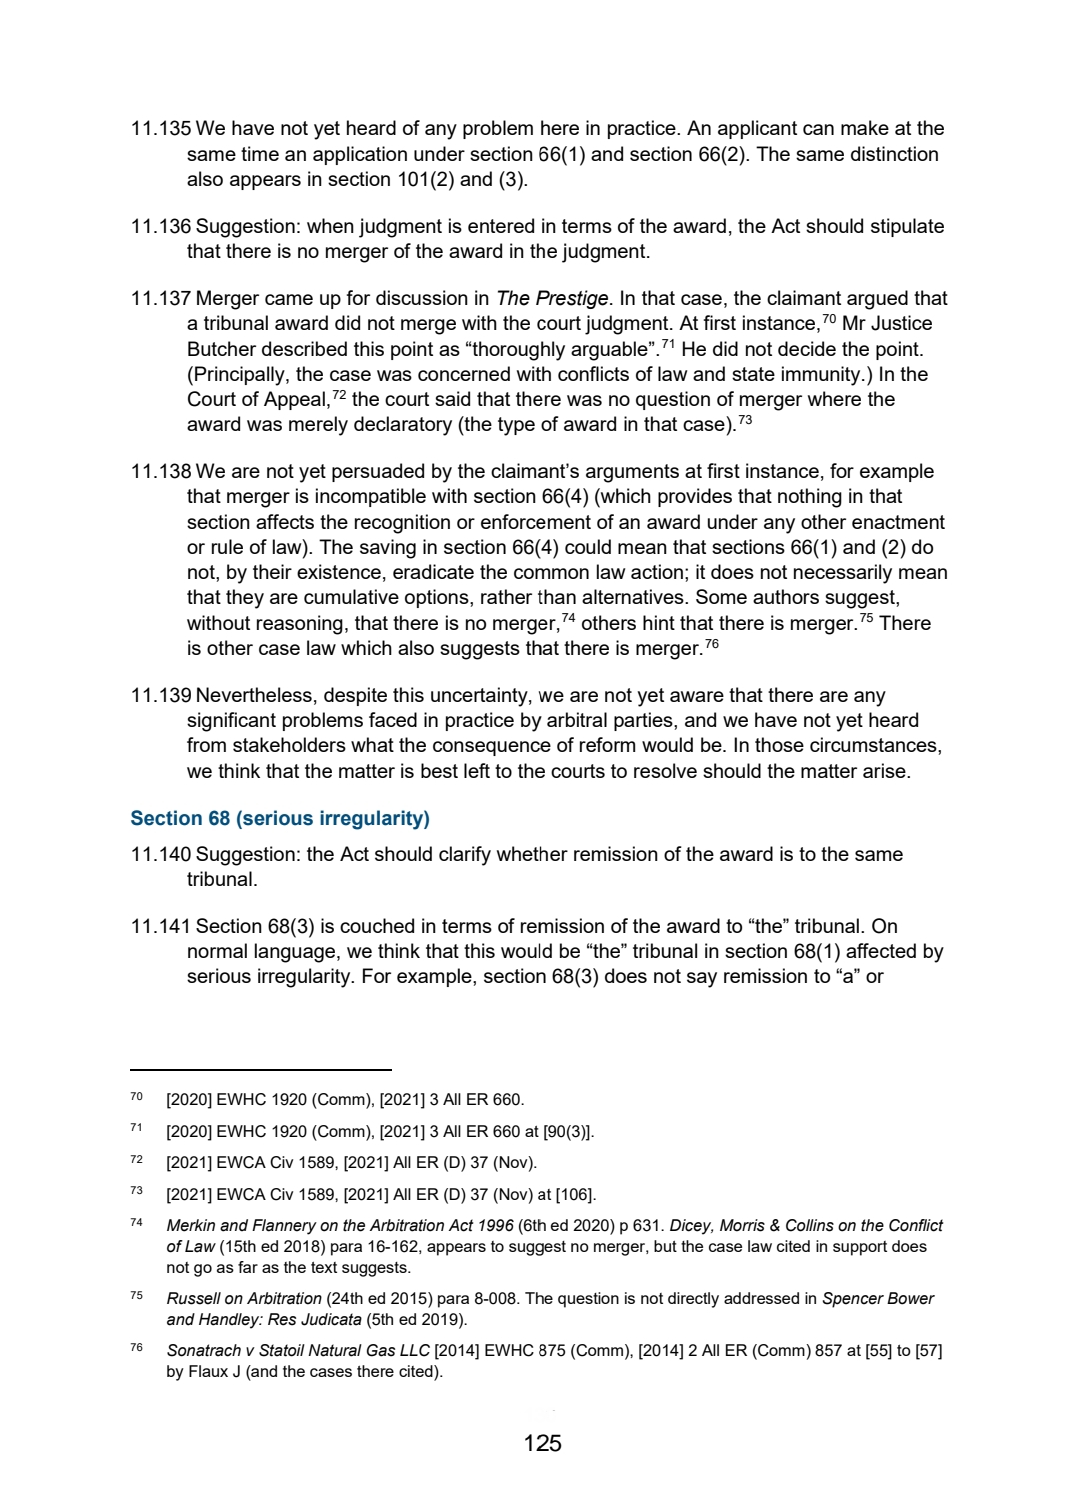 11.135 We have not yet heard of any problem here in practice. An applicant can make at the
same time an application under section 66(1) and section 66(2). The same distinction
also appears in section 101(2) and (3).
11.136 Suggestion: when judgment is entered in terms of the award, the Act should stipulate
that there is no merger of the award in the judgment.
11.137 Merger came up for discussion in The Prestige. In that case, the claimant argued that
a tribunal award did not merge with the court judgment. At first instance,70 Mr Justice
Butcher described this point as “thoroughly arguable”.71 He did not decide the point.
(Principally, the case was concerned with conflicts of law and state immunity.) In the
Court of Appeal,72 the court said that there was no question of merger where the
award was merely declaratory (the type of award in that case).73
11.138 We are not yet persuaded by the claimant’s arguments at first instance, for example
that merger is incompatible with section 66(4) (which provides that nothing in that
section affects the recognition or enforcement of an award under any other enactment
or rule of law). The saving in section 66(4) could mean that sections 66(1) and (2) do
not, by their existence, eradicate the common law action; it does not necessarily mean
that they are cumulative options, rather than alternatives. Some authors suggest,
without reasoning, that there is no merger,74 others hint that there is merger.75 There
is other case law which also suggests that there is merger.76
11.139 Nevertheless, despite this uncertainty, we are not yet aware that there are any
significant problems faced in practice by arbitral parties, and we have not yet heard
from stakeholders what the consequence of reform would be. In those circumstances,
we think that the matter is best left to the courts to resolve should the matter arise.
Section 68 (serious irregularity)
11.140 Suggestion: the Act should clarify whether remission of the award is to the same
tribunal.
11.141 Section 68(3) is couched in terms of remission of the award to “the” tribunal. On
normal language, we think that this would be “the” tribunal in section 68(1) affected by
serious irregularity. For example, section 68(3) does not say remission to “a” or
70 [2020] EWHC 1920 (Comm), [2021] 3 All ER 660.
71 [2020] EWHC 1920 (Comm), [2021] 3 All ER 660 at [90(3)].
72 [2021] EWCA Civ 1589, [2021] All ER (D) 37 (Nov).
73 [2021] EWCA Civ 1589, [2021] All ER (D) 37 (Nov) at [106].
74 Merkin and Flannery on the Arbitration Act 1996 (6th ed 2020) p 631. Dicey, Morris & Collins on the Conflict
of Law (15th ed 2018) para 16-162, appears to suggest no merger, but the case law cited in support does
not go as far as the text suggests.
75 Russell on Arbitration (24th ed 2015) para 8-008. The question is not directly addressed in Spencer Bower
and Handley: Res Judicata (5th ed 2019).
76 Sonatrach v Statoil Natural Gas LLC [2014] EWHC 875 (Comm), [2014] 2 All ER (Comm) 857 at [55] to [57]
by Flaux J (and the cases there cited).
125